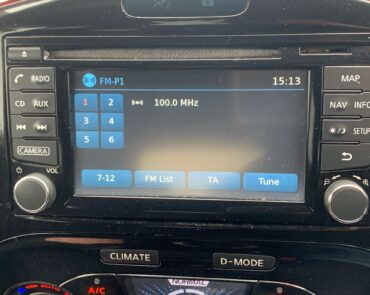 FM-P1 15:13
RADIO MAP
1 2 100.0 MHz
CD AUX NAV INFO
3 4
SETUP
5 6
CAMERA
VOL
7-12 FM List TA Tune
CLIMATE D-MODE
NORMAL
A/C